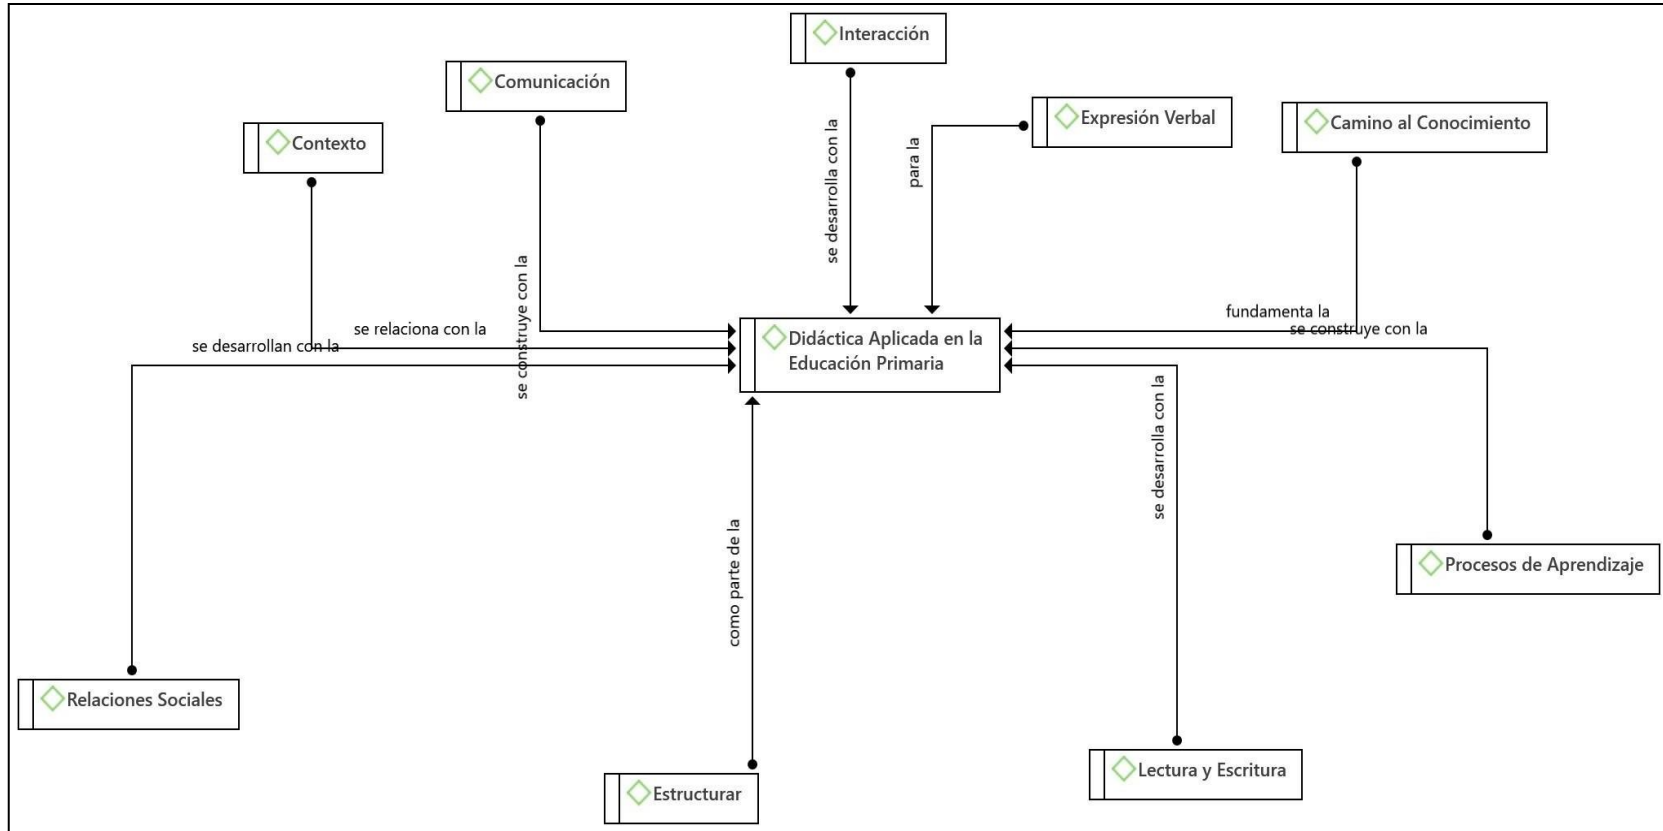 Interacción
Comunicación
Expresión Verbal
Camino al Conocimiento
Contexto
se desarrolla con la
para la
se construye con la
fundamenta la
se relaciona con la
se construye con la
se desarrollan con la
Didáctica Aplicada en la
Educación Primaria
se desarrolla con la
como parte de la
Procesos de Aprendizaje
Relaciones Sociales
Lectura y Escritura
Estructurar